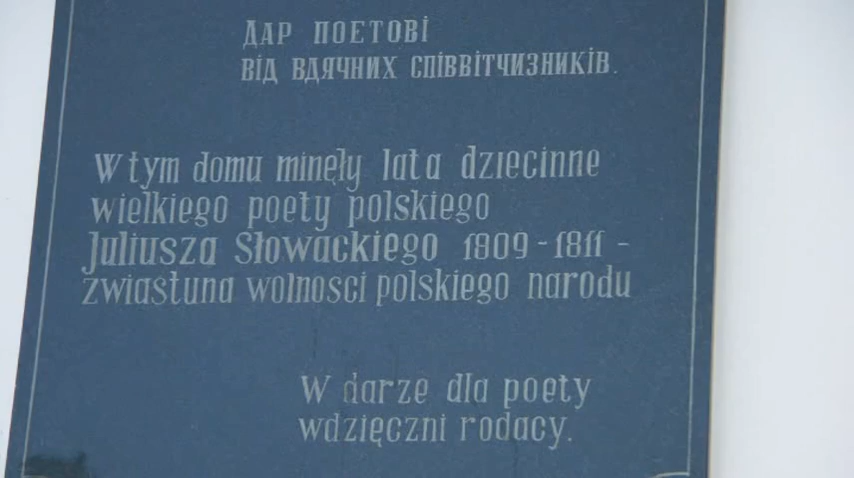 ДАР ПОЕТОВІ
ВІД ВДЯЧНИХ СПІВВІТЧИЗНИКІВ.
W tym domu minęły lata dziecinne
wielkiego poety polskiego
Juliusza Słowackiego 1809 - 1811 -
zwiastuna wolnosci polskiego narodu
W darze dla poety
wdzięczni rodacy.